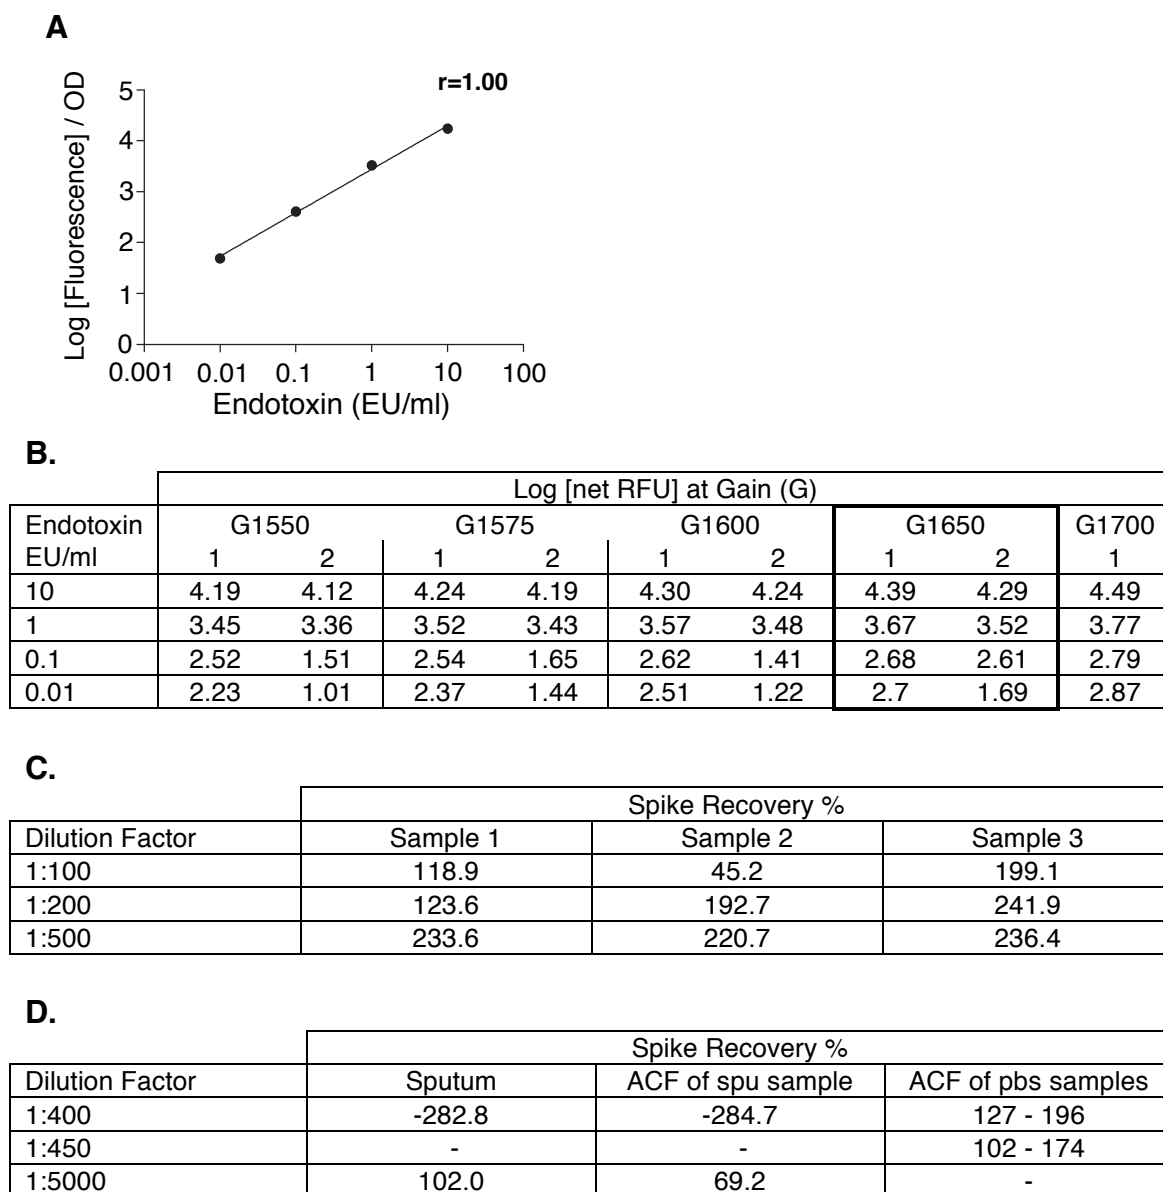 A
r=1.00
Log [Fluorescence] / OD
5
4
3
2
1
0
0.001 0.01 0.1 1 10 100
Endotoxin (EU/ml)
B.
Log [net RFU] at Gain (G)
Endotoxin G1550 G1575 G1600 G1650 G1700
EU/ml 1 2 1 2 1 2 1 2 1
10 4.19 4.12 4.24 4.19 4.30 4.24 4.39 4.29 4.49
1 3.45 3.36 3.52 3.43 3.57 3.48 3.67 3.52 3.77
0.1 2.52 1.51 2.54 1.65 2.62 1.41 2.68 2.61 2.79
0.01 2.23 1.01 2.37 1.44 2.51 1.22 2.7 1.69 2.87
C.
Spike Recovery %
Dilution Factor Sample 1 Sample 2 Sample 3
1:100 118.9 45.2 199.1
1:200 123.6 192.7 241.9
1:500 233.6 220.7 236.4
D.
Spike Recovery %
Dilution Factor Sputum ACF of spu sample ACF of pbs samples
1:400 -282.8 -284.7 127 - 196
1:450 - - 102 - 174
1:5000 102.0 69.2 -